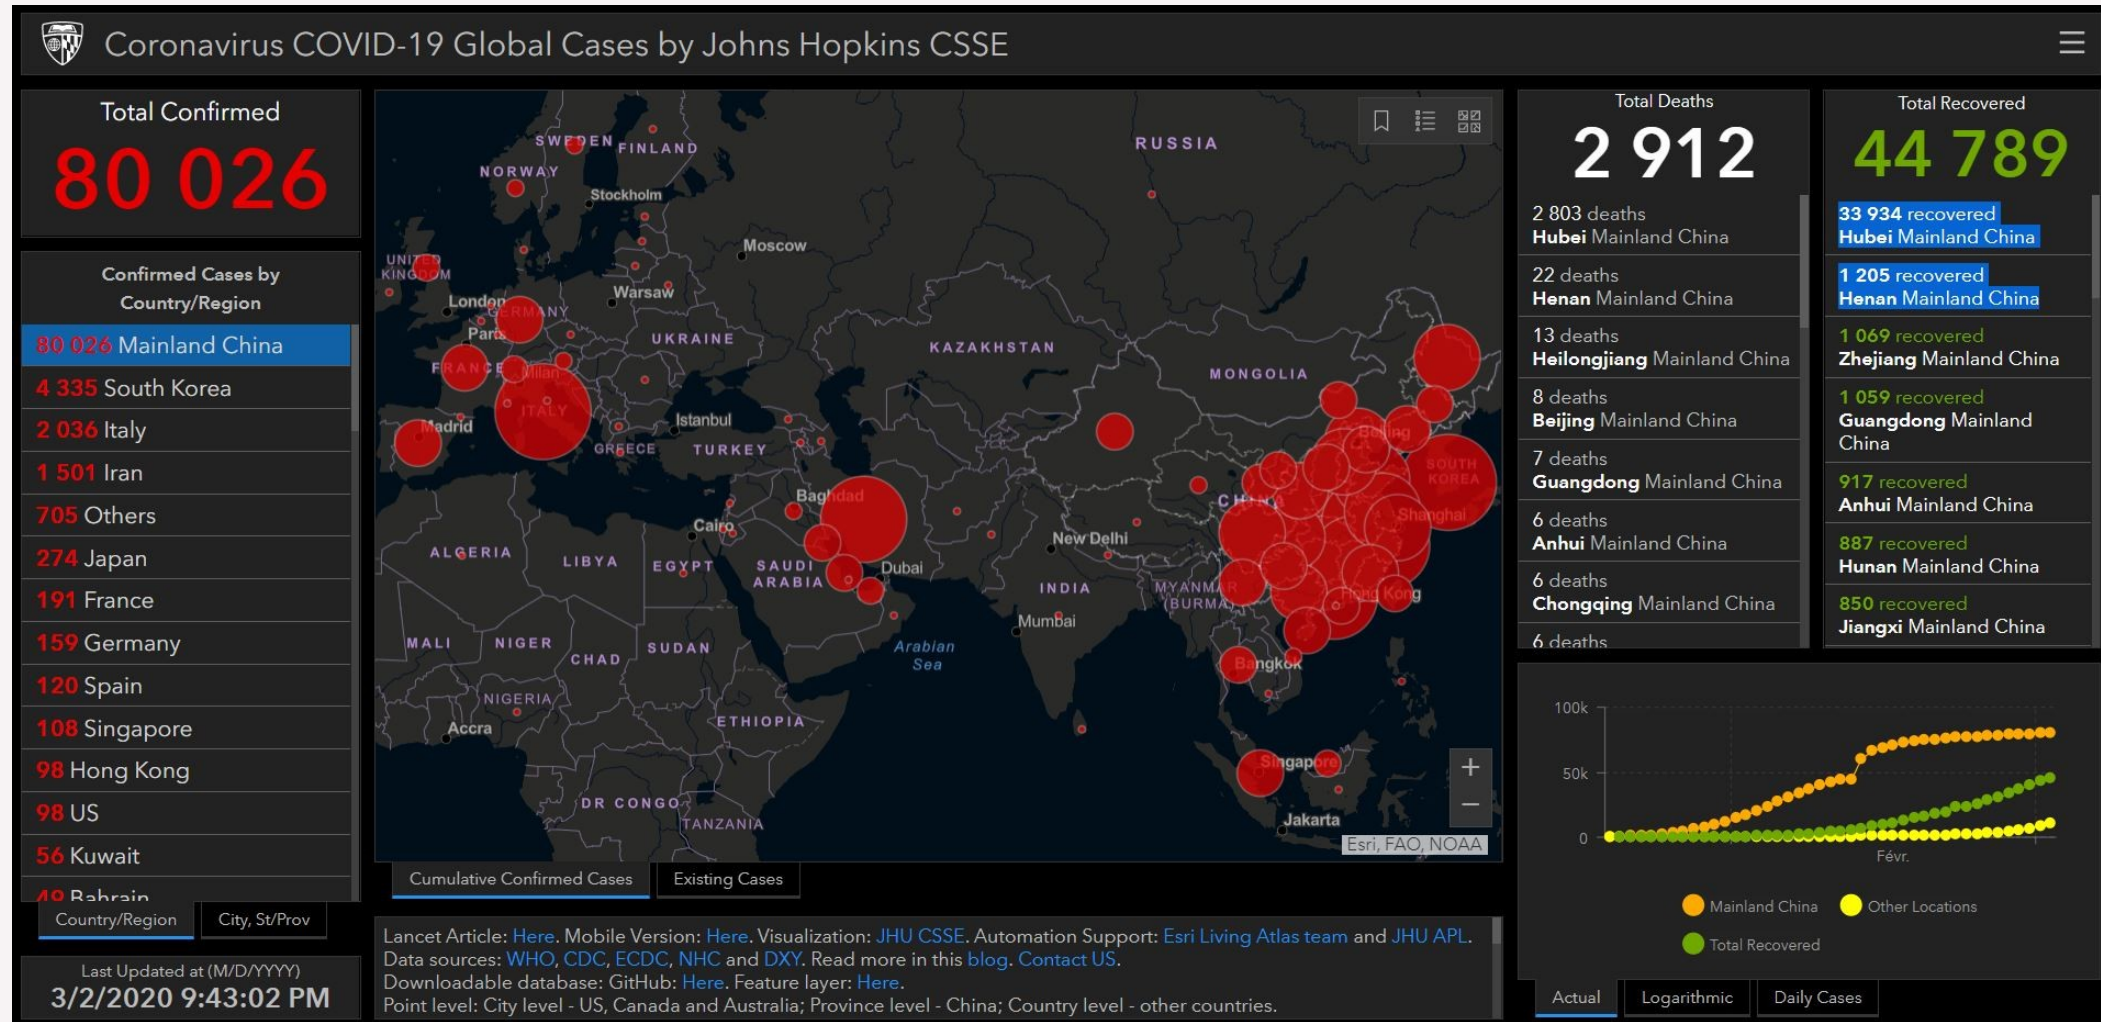 Coronavirus COVID-19 Global Cases by Johns Hopkins CSSE
Total Confirmed
80 026
Confirmed Cases by
Country/Region
80 026 Mainland China
4 335 South Korea
2 036 Italy
1 501 Iran
705 Others
274 Japan
191 France
159 Germany
120 Spain
108 Singapore
98 Hong Kong
98 US
56 Kuwait
49 Bahrain
Country/Region
City, St/Prov
Last Updated at (M/D/YYYY)
3/2/2020 9:43:02 PM
SWEDEN
FINLAND
NORWAY
RUSSIA
Stockholm
Moscow
UNITED
KINGDOM
London
Warsaw
GERMANY
Paris
UKRAINE
KAZAKHSTAN
FRANCE
Milan
MONGOLIA
ITALY
Madrid
Istanbul
Beijing
GREECE
TURKEY
SOUTH
KOREA
Baghdad
CHINA
Shanghai
Cairo
New Delhi
ALGERIA
LIBYA
EGYPT
SAUDI
ARABIA
Dubai
INDIA
MYANMAR
(BURMA)
Hong Kong
Mumbai
MALI
NIGER
CHAD
SUDAN
Arabian
Sea
Bangkok
NIGERIA
Accra
ETHIOPIA
Singapore
DR CONGO
TANZANIA
Jakarta
Esri, FAO, NOAA
+
−
Cumulative Confirmed Cases
Existing Cases
Lancet Article: Here. Mobile Version: Here. Visualization: JHU CSSE. Automation Support: Esri Living Atlas team and JHU APL.
Data sources: WHO, CDC, ECDC, NHC and DXY. Read more in this blog. Contact US.
Downloadable database: GitHub: Here. Feature layer: Here.
Point level: City level - US, Canada and Australia; Province level - China; Country level - other countries.
Total Deaths
2 912
2 803 deaths
Hubei Mainland China
22 deaths
Henan Mainland China
13 deaths
Heilongjiang Mainland China
8 deaths
Beijing Mainland China
7 deaths
Guangdong Mainland China
6 deaths
Anhui Mainland China
6 deaths
Chongqing Mainland China
6 deaths
Total Recovered
44 789
33 934 recovered
Hubei Mainland China
1 205 recovered
Henan Mainland China
1 069 recovered
Zhejiang Mainland China
1 059 recovered
Guangdong Mainland
China
917 recovered
Anhui Mainland China
887 recovered
Hunan Mainland China
850 recovered
Jiangxi Mainland China
100k
50k
0
Févr.
Mainland China
Other Locations
Total Recovered
Actual
Logarithmic
Daily Cases